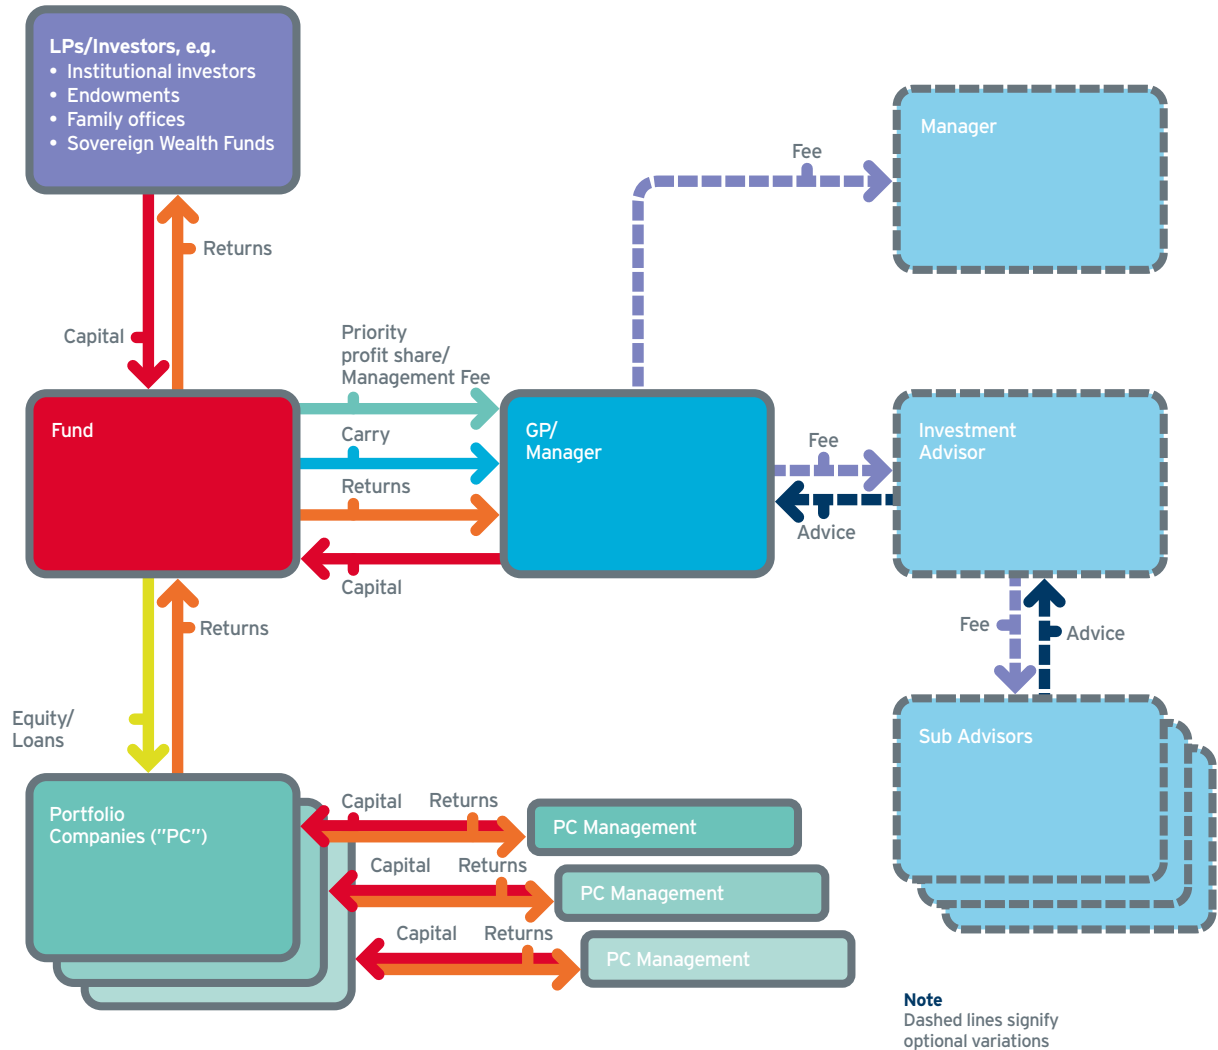 LPs/Investors, e.g.
• Institutional investors
• Endowments
• Family offices
• Sovereign Wealth Funds
Manager
Fee
Returns
Capital
Priority
profit share/
Management Fee
Fund
Carry
Returns
Capital
GP/
Manager
Fee
Advice
Investment
Advisor
Returns
Equity/
Loans
Fee
Advice
Sub Advisors
Portfolio
Companies (”PC”)
Capital
Returns
PC Management
Capital
Returns
PC Management
Capital
Returns
PC Management
Note
Dashed lines signify
optional variations